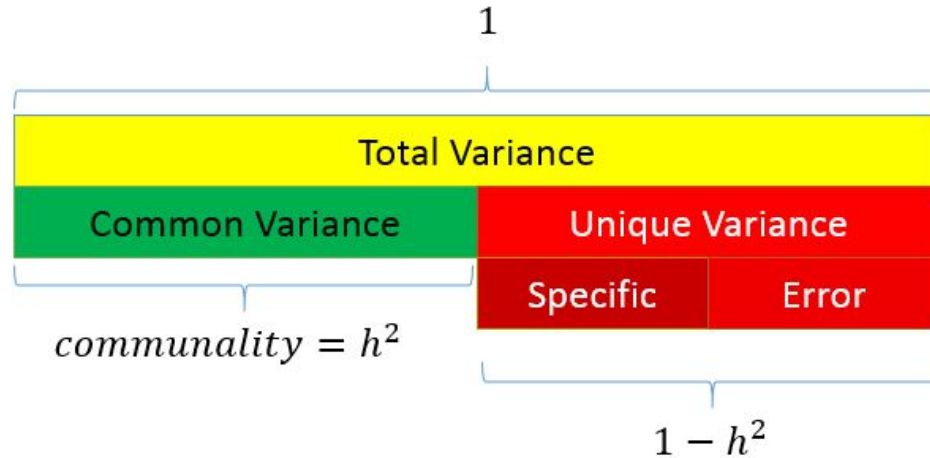 1
Total Variance
Common Variance Unique Variance
Specific Error
communality = h²
1 − h²